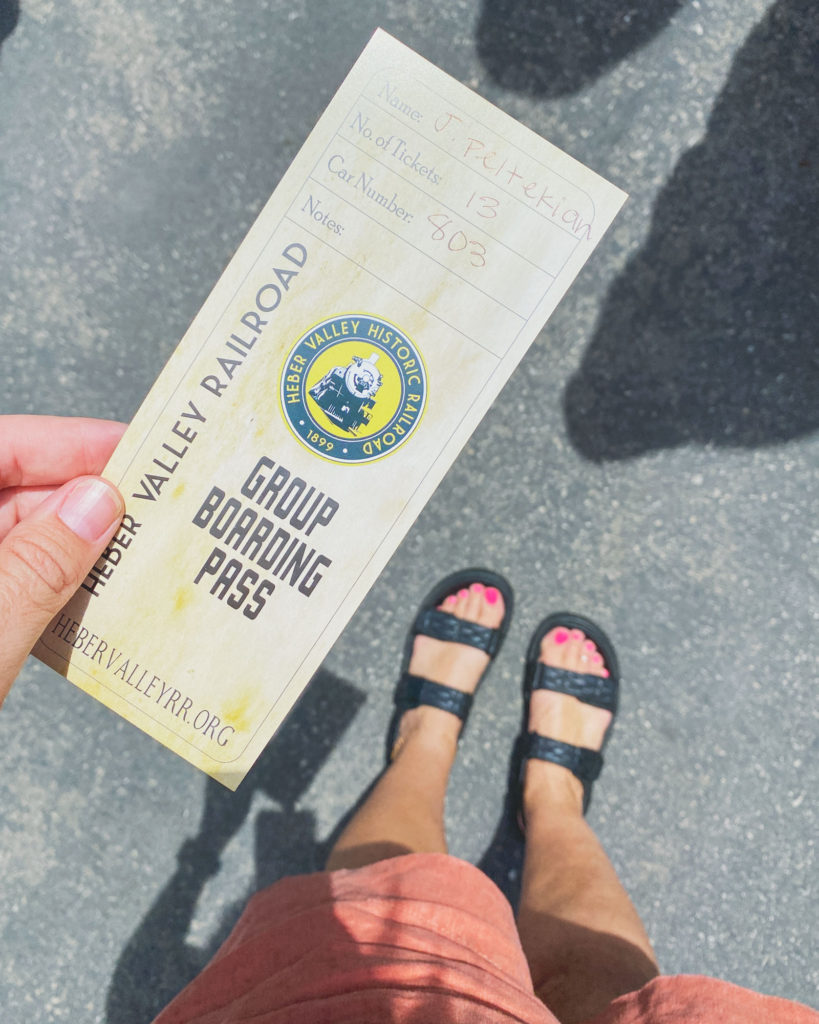 Name: J. Peltekian
No. of Tickets: 13
Car Number: 803
Notes:
HEBER VALLEY RAILROAD
HEBER VALLEY HISTORIC RAILROAD
• 1899 •
GROUP
BOARDING
PASS
HEBERVALLEYRR.ORG